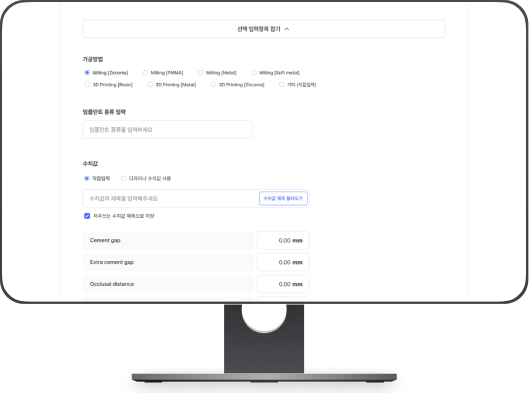 선택 입력항목 접기
가공방법
Milling [Zirconia] Milling [PMMA] Milling [Metal] Milling [Soft metal]
3D Printing [Resin] 3D Printing [Metal] 3D Printing [Zirconia] 기타 (직접입력)
임플란트 종류 입력
임플란트 종류를 입력하세요
수치값
직접입력 디자이너 수치값 사용
수치값의 제목을 입력해주세요 수치값 제목 불러오기
자주쓰는 수치값 제목으로 저장
Cement gap 0.00 mm
Extra cement gap 0.00 mm
Occlusal distance 0.00 mm